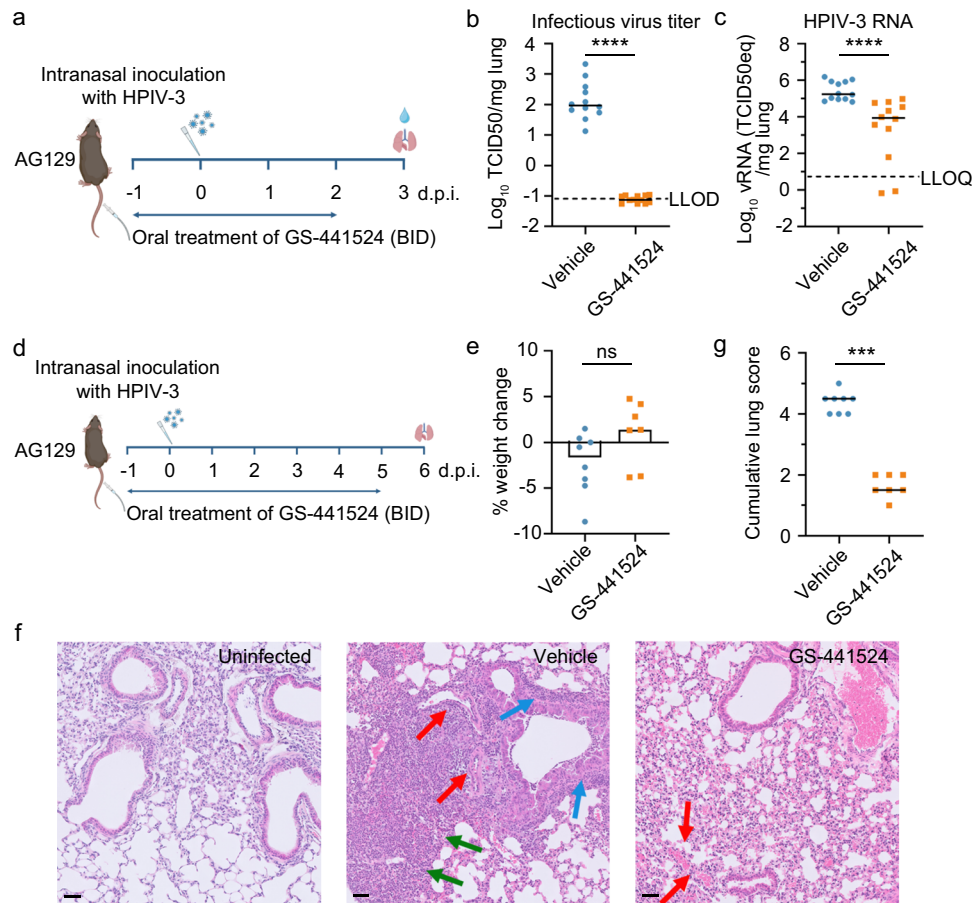 a
Intranasal inoculation
with HPIV-3
AG129
-1 0 1 2 3 d.p.i.
Oral treatment of GS-441524 (BID)
b
Infectious virus titer
****
Log₁₀ TCID50/mg lung
4
3
2
1
0
-1
-2
LLOD
Vehicle
GS-441524
c
HPIV-3 RNA
****
Log₁₀ vRNA (TCID50eq)
/mg lung
8
6
4
2
0
-2
LLOQ
Vehicle
GS-441524
d
Intranasal inoculation
with HPIV-3
AG129
-1 0 1 2 3 4 5 6 d.p.i.
Oral treatment of GS-441524 (BID)
e
ns
% weight change
10
5
0
-5
-10
Vehicle
GS-441524
g
***
Cumulative lung score
6
4
2
0
Vehicle
GS-441524
f
Uninfected
Vehicle
GS-441524